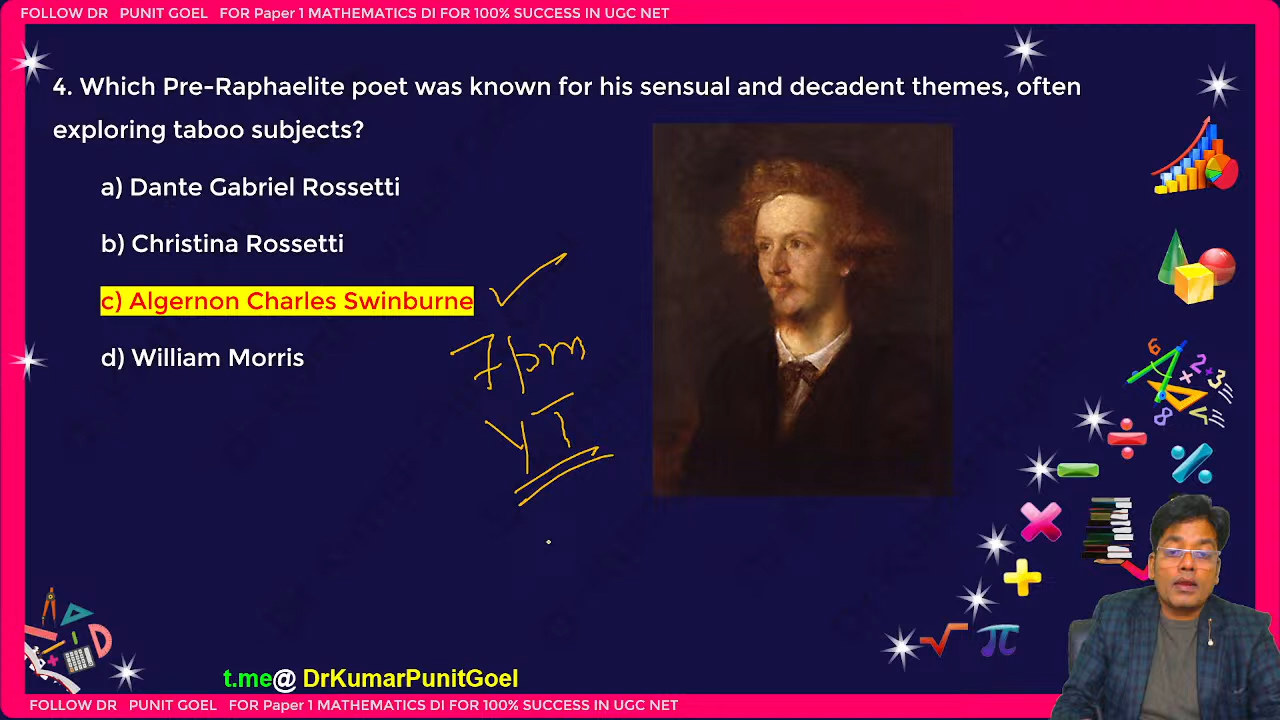 FOLLOW DR PUNIT GOEL FOR Paper 1 MATHEMATICS DI FOR 100% SUCCESS IN UGC NET
4. Which Pre-Raphaelite poet was known for his sensual and decadent themes, often
exploring taboo subjects?
a) Dante Gabriel Rossetti
b) Christina Rossetti
c) Algernon Charles Swinburne
d) William Morris
7pm
YT
t.me@ DrKumarPunitGoel
FOLLOW DR PUNIT GOEL FOR Paper 1 MATHEMATICS DI FOR 100% SUCCESS IN UGC NET